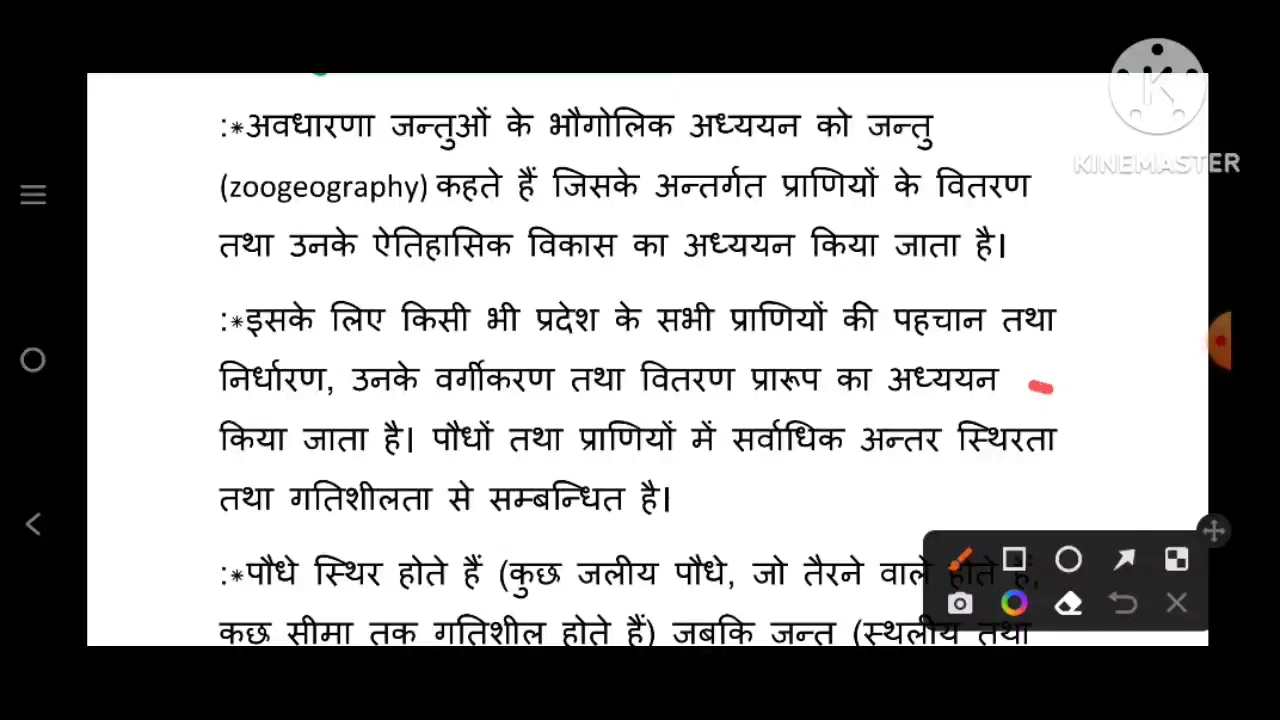 :*अवधारणा जन्तुओं के भौगोलिक अध्ययन को जन्तु
(zoogeography) कहते हैं जिसके अन्तर्गत प्राणियों के वितरण
तथा उनके ऐतिहासिक विकास का अध्ययन किया जाता है।
:*इसके लिए किसी भी प्रदेश के सभी प्राणियों की पहचान तथा
निर्धारण, उनके वर्गीकरण तथा वितरण प्रारूप का अध्ययन
किया जाता है। पौधों तथा प्राणियों में सर्वाधिक अन्तर स्थिरता
तथा गतिशीलता से सम्बन्धित है।
:*पौधे स्थिर होते हैं (कुछ जलीय पौधे, जो तैरने वाले होते हैं,
कुछ सीमा तक गतिशील होते हैं) जबकि जन्तु (स्थलीय तथा
KINEMASTER